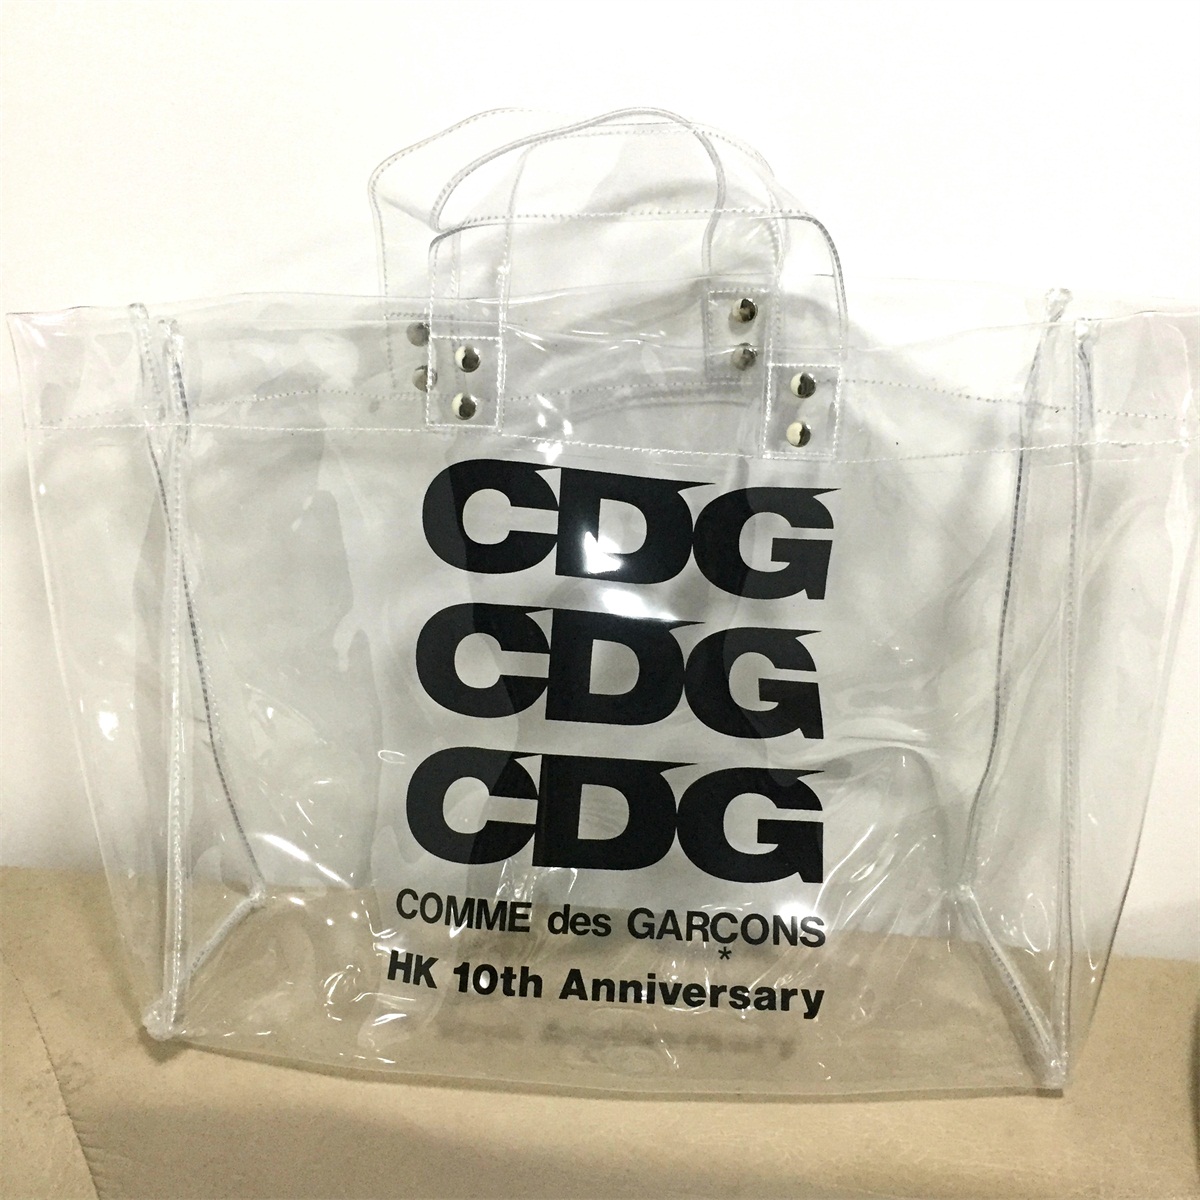 CDG
CDG
CDG
COMME des GARCONS
*
HK 10th Anniversary